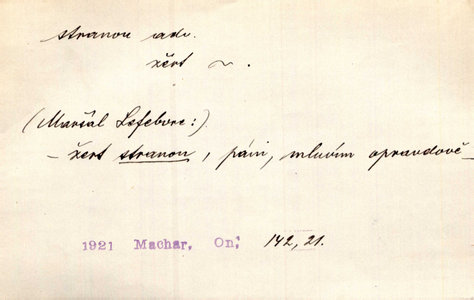 stranou adv.
žert ~.
(Maršál Lefebvre:)
– žert stranou, páni, mluvím opravdově –
1921 Machar, On, 142,21.